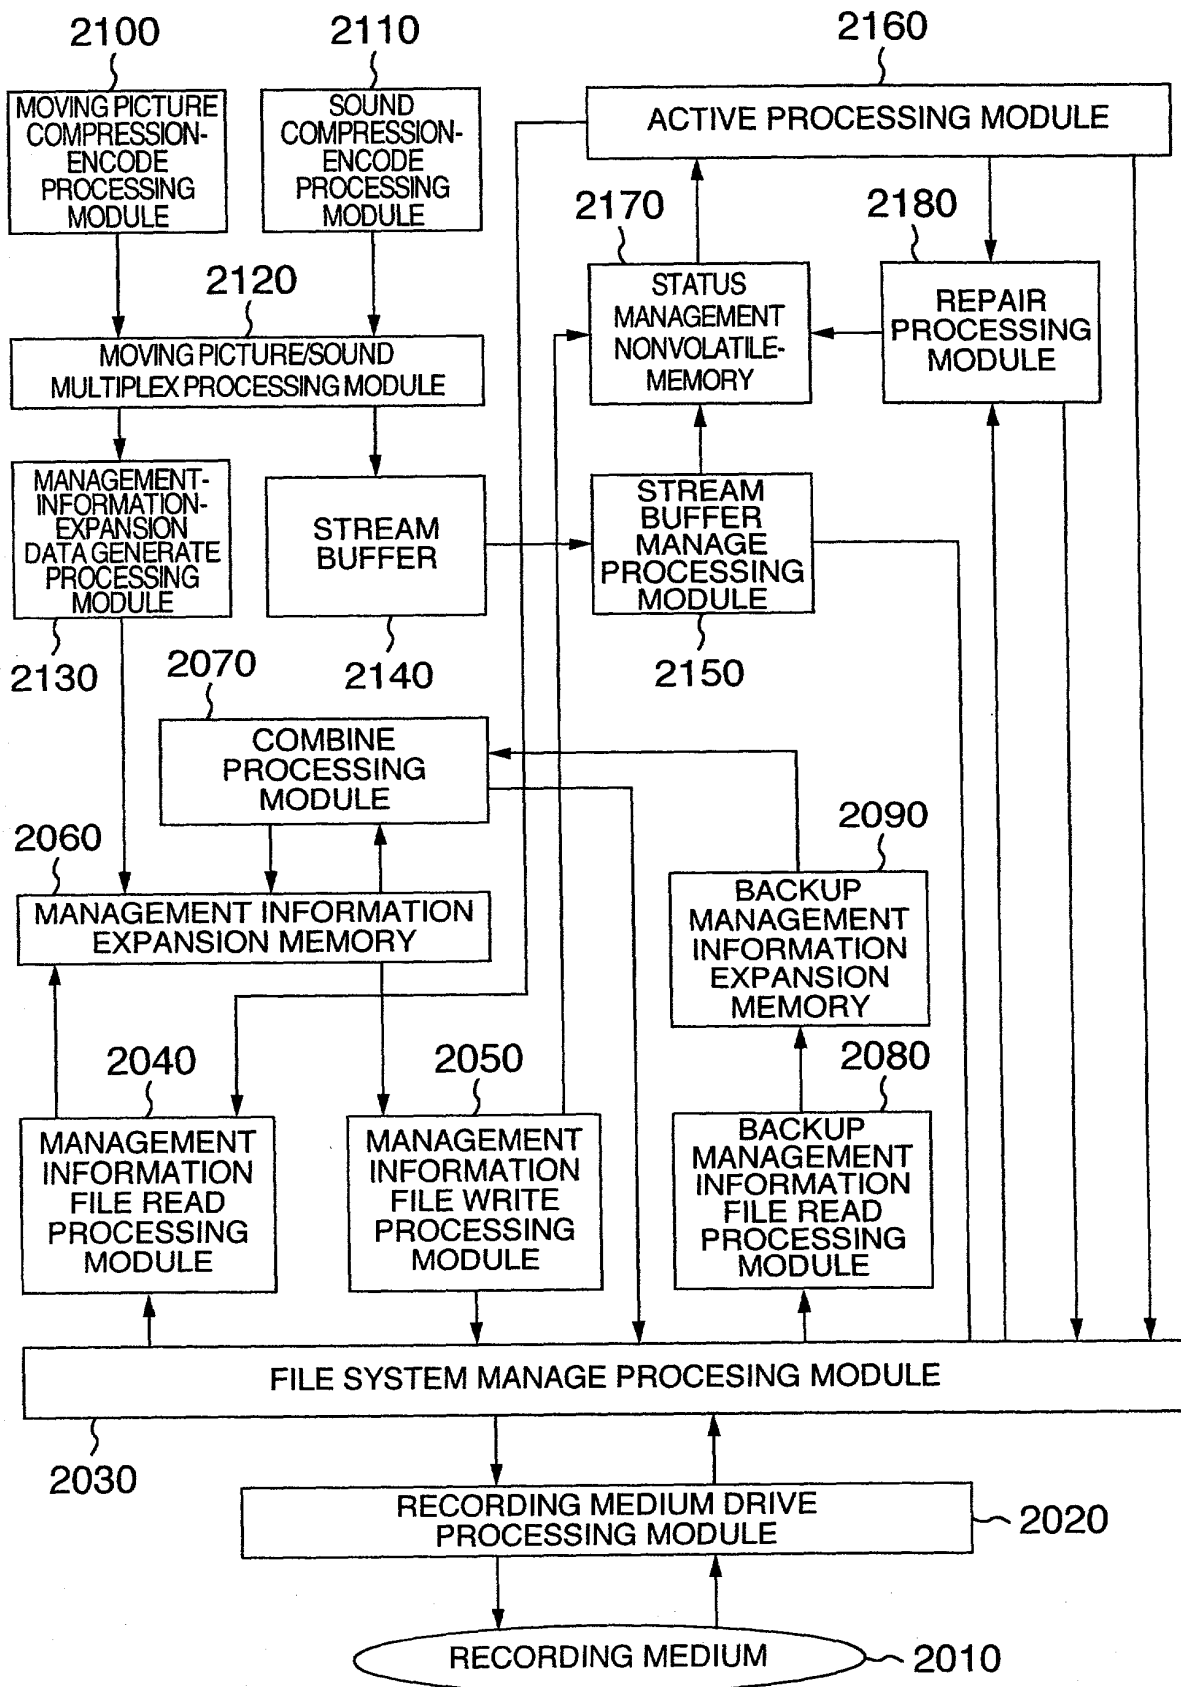 2100
2110
2160
MOVING PICTURE
COMPRESSION-
ENCODE
PROCESSING
MODULE
SOUND
COMPRESSION-
ENCODE
PROCESSING
MODULE
ACTIVE PROCESSING MODULE
2170
2180
2120
STATUS
MANAGEMENT
NONVOLATILE-
MEMORY
REPAIR
PROCESSING
MODULE
MOVING PICTURE/SOUND
MULTIPLEX PROCESSING MODULE
MANAGEMENT-
INFORMATION-
EXPANSION
DATA GENERATE
PROCESSING
MODULE
STREAM
BUFFER
STREAM
BUFFER
MANAGE
PROCESSING
MODULE
2130
2140
2150
2070
COMBINE
PROCESSING
MODULE
2060
2090
MANAGEMENT INFORMATION
EXPANSION MEMORY
BACKUP
MANAGEMENT
INFORMATION
EXPANSION
MEMORY
2040
2050
2080
MANAGEMENT
INFORMATION
FILE READ
PROCESSING
MODULE
MANAGEMENT
INFORMATION
FILE WRITE
PROCESSING
MODULE
BACKUP
MANAGEMENT
INFORMATION
FILE READ
PROCESSING
MODULE
FILE SYSTEM MANAGE PROCESING MODULE
2030
RECORDING MEDIUM DRIVE
PROCESSING MODULE
2020
RECORDING MEDIUM
2010